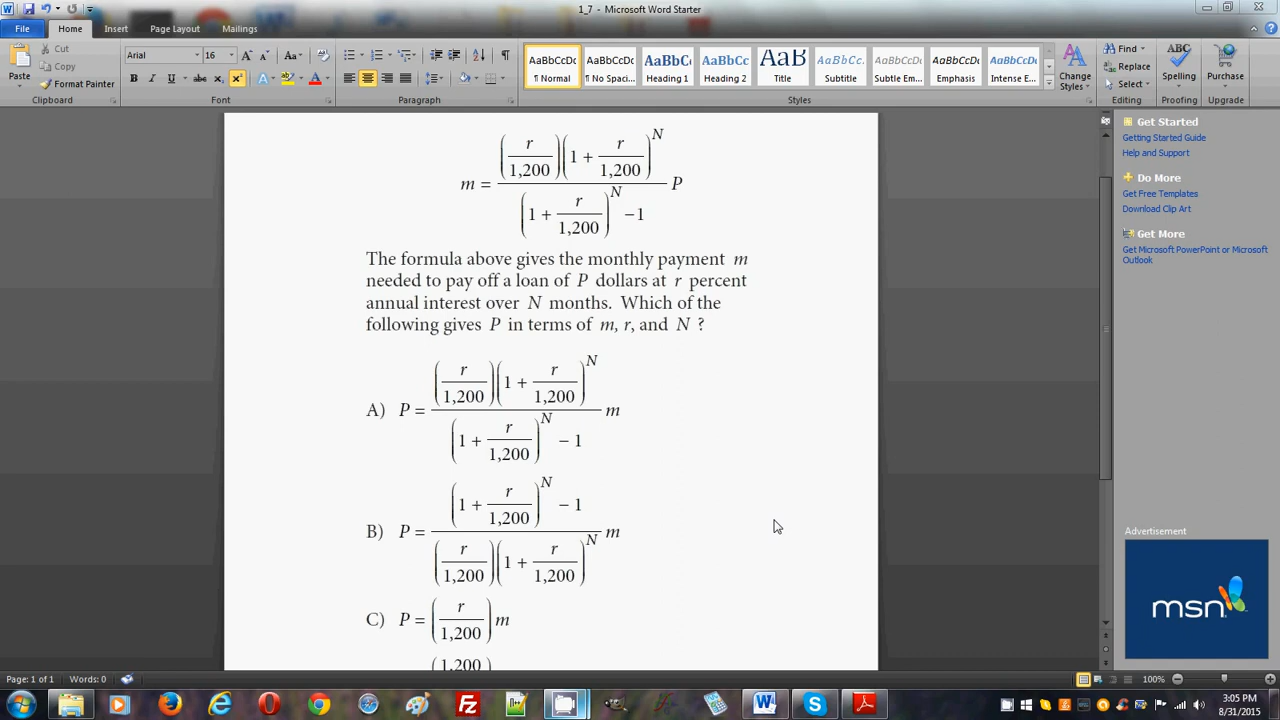 1_7 - Microsoft Word Starter
File Home Insert Page Layout Mailings
Paste
Cut
Copy
Format Painter
Clipboard
Arial 16
Font
Paragraph
AaBbCcDc AaBbCcDc AaBbC AaBbCc AaB AaBbCc. AaBbCcDc AaBbCcDc AaBbCcDc
¶ Normal ¶ No Spaci... Heading 1 Heading 2 Title Subtitle Subtle Em... Emphasis Intense E...
Styles
Change Styles
Find
Replace
Select
Editing
Spelling
Proofing
Purchase
Upgrade
m = (r/1,200)(1 + r/1,200)^N / ((1 + r/1,200)^N − 1) P
The formula above gives the monthly payment m
needed to pay off a loan of P dollars at r percent
annual interest over N months. Which of the
following gives P in terms of m, r, and N ?
A) P = (r/1,200)(1 + r/1,200)^N / ((1 + r/1,200)^N − 1) m
B) P = ((1 + r/1,200)^N − 1) / (r/1,200)(1 + r/1,200)^N m
C) P = (r/1,200) m
(1,200)
Get Started
Getting Started Guide
Help and Support
Do More
Get Free Templates
Download Clip Art
Get More
Get Microsoft PowerPoint or Microsoft
Outlook
Advertisement
msn
Page: 1 of 1 Words: 0
100%
3:05 PM
8/31/2015